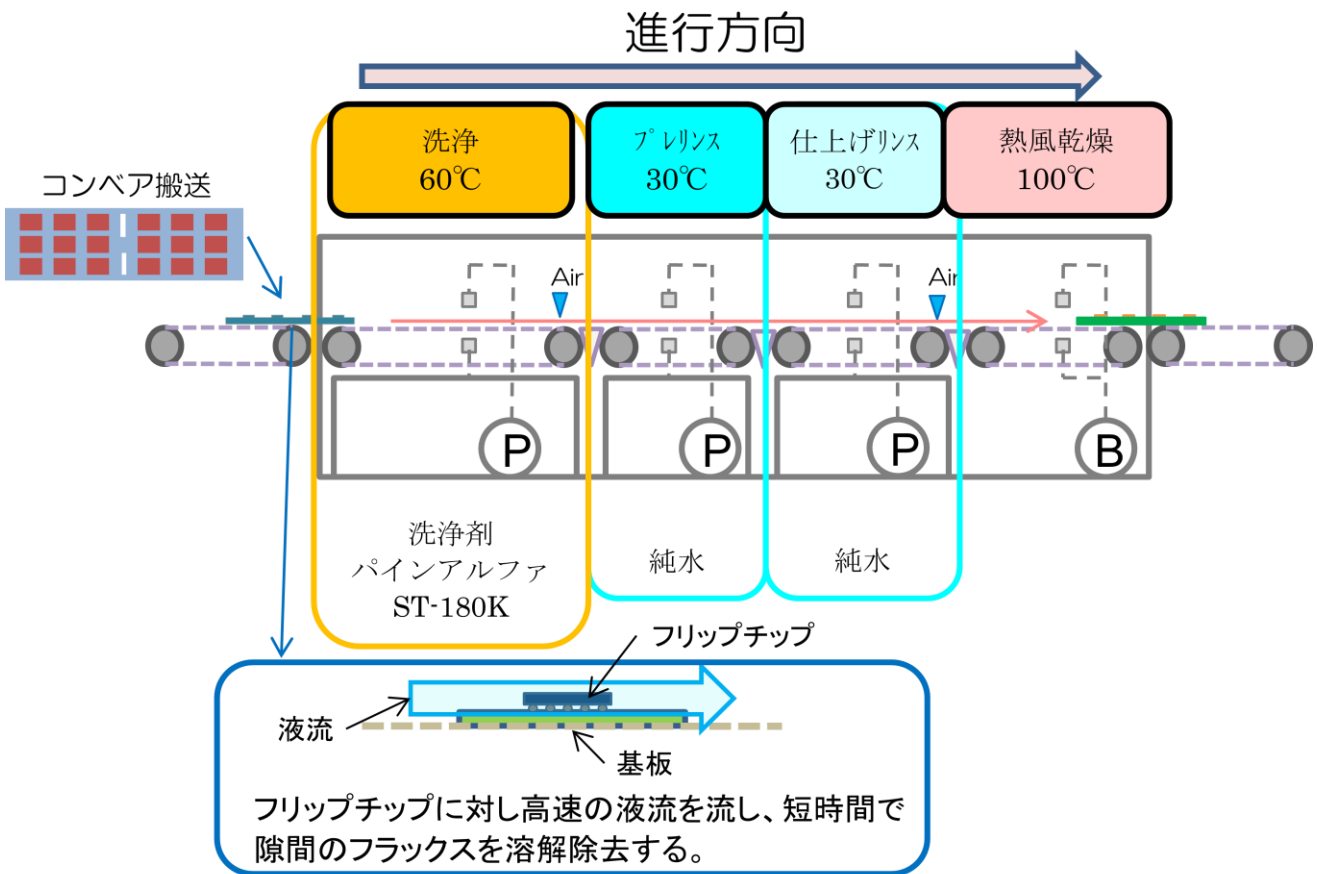 進行方向
洗浄
60℃
プレリンス
30℃
仕上げリンス
30℃
熱風乾燥
100℃
コンベア搬送
Air
Air
P
P
P
B
洗浄剤
パインアルファ
ST-180K
純水
純水
フリップチップ
液流
基板
フリップチップに対し高速の液流を流し、短時間で
隙間のフラックスを溶解除去する。